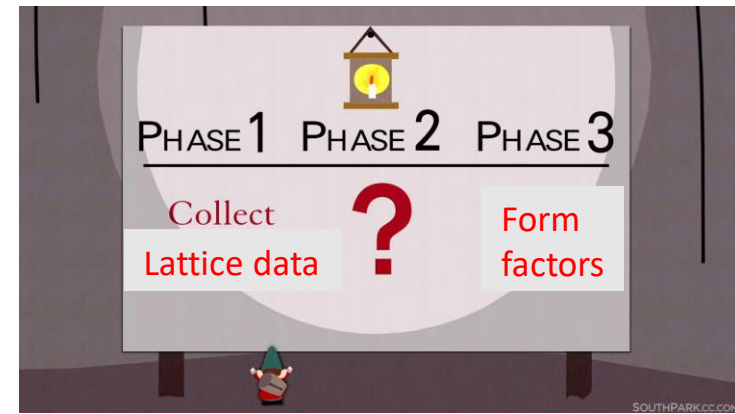 PHASE 1 PHASE 2 PHASE 3
Collect
Lattice data
?
Form
factors
SOUTHPARK.CC.COM